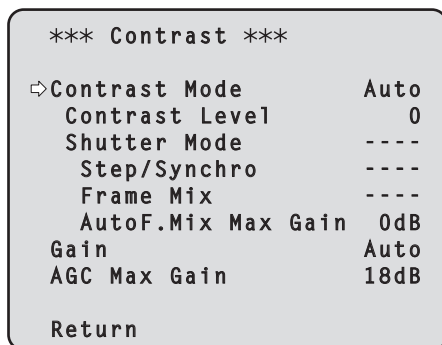 *** Contrast ***
⇨Contrast Mode Auto
Contrast Level 0
Shutter Mode ----
Step/Synchro ----
Frame Mix ----
AutoF.Mix Max Gain 0dB
Gain Auto
AGC Max Gain 18dB
Return